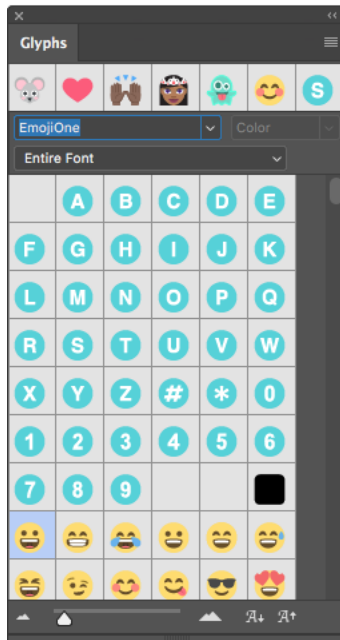 Glyphs
S
EmojiOne Color
Entire Font
A B C D E
F G H I J K
L M N O P Q
R S T U V W
X Y Z # * 0
1 2 3 4 5 6
7 8 9
A A